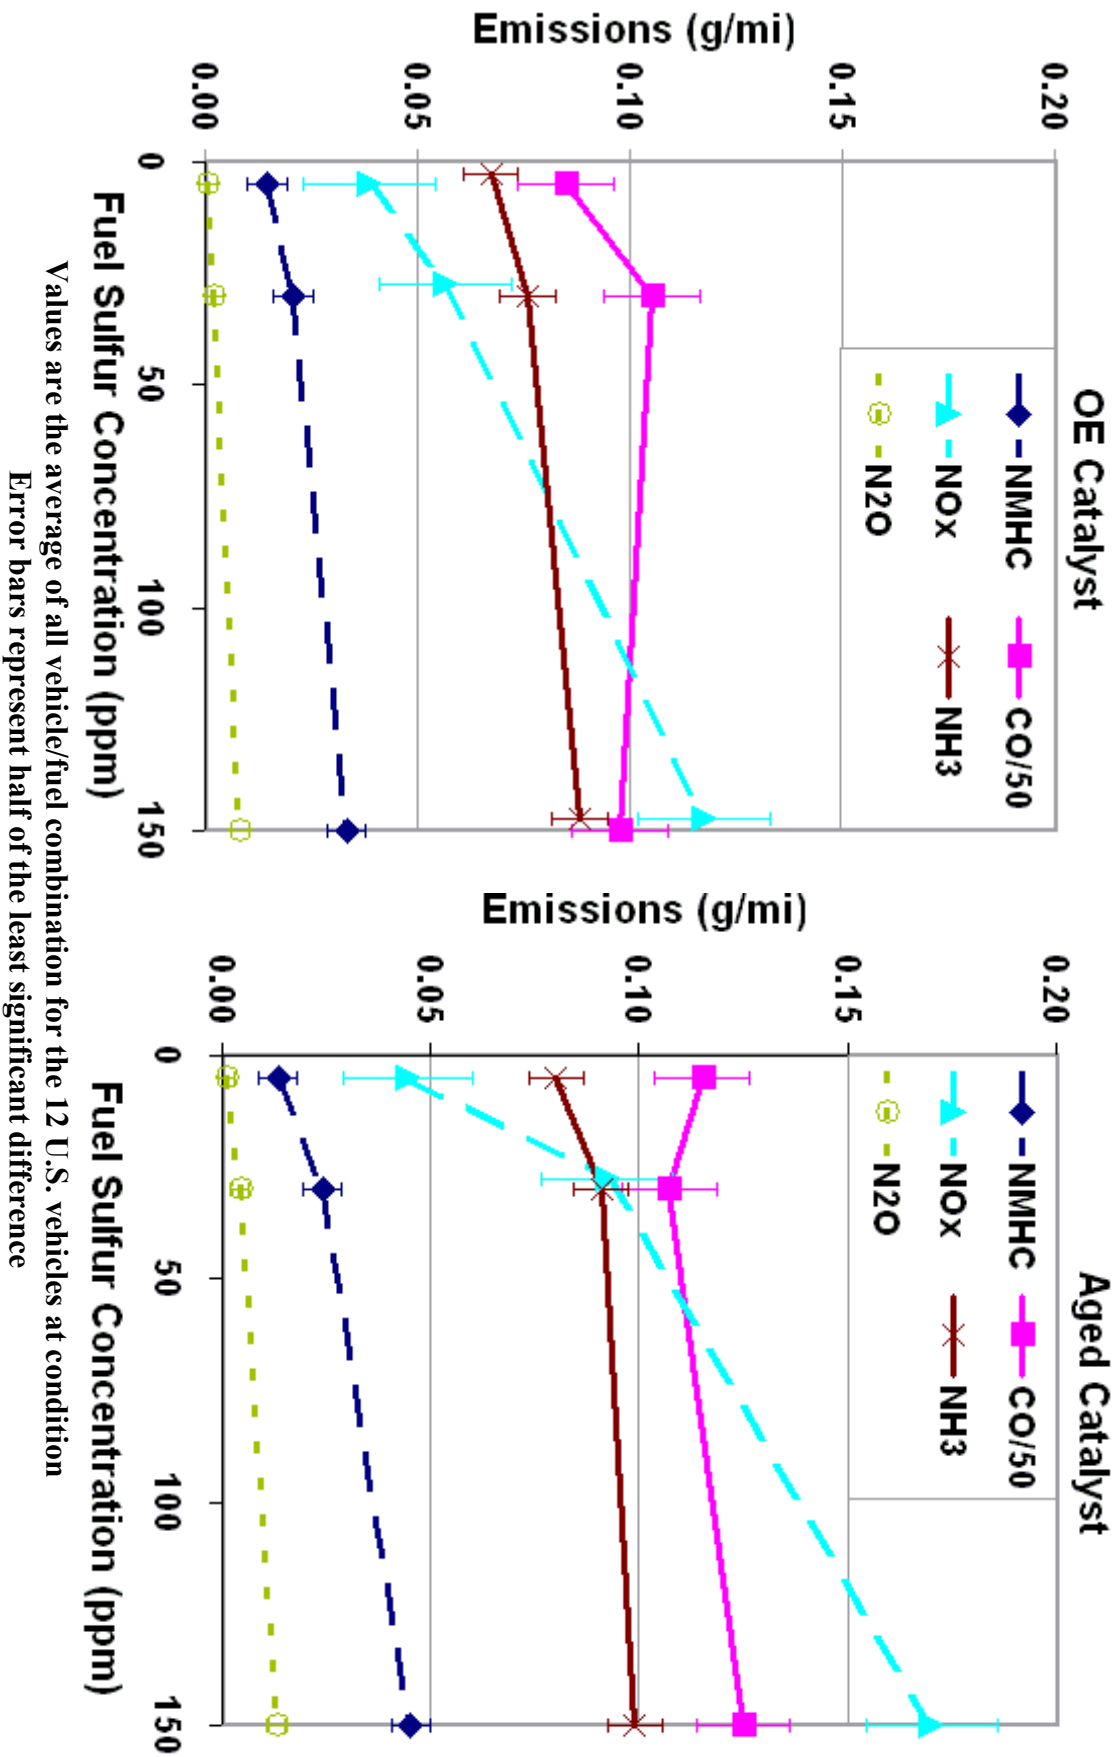 OE Catalyst
Emissions (g/mi)
0.20
0.15
0.10
0.05
0.00
NMHC
CO/50
NOx
NH3
N2O
0
50
100
150
Fuel Sulfur Concentration (ppm)
Aged Catalyst
Emissions (g/mi)
0.20
0.15
0.10
0.05
0.00
NMHC
CO/50
NOx
NH3
N2O
0
50
100
150
Fuel Sulfur Concentration (ppm)
Values are the average of all vehicle/fuel combination for the 12 U.S. vehicles at condition
Error bars represent half of the least significant difference